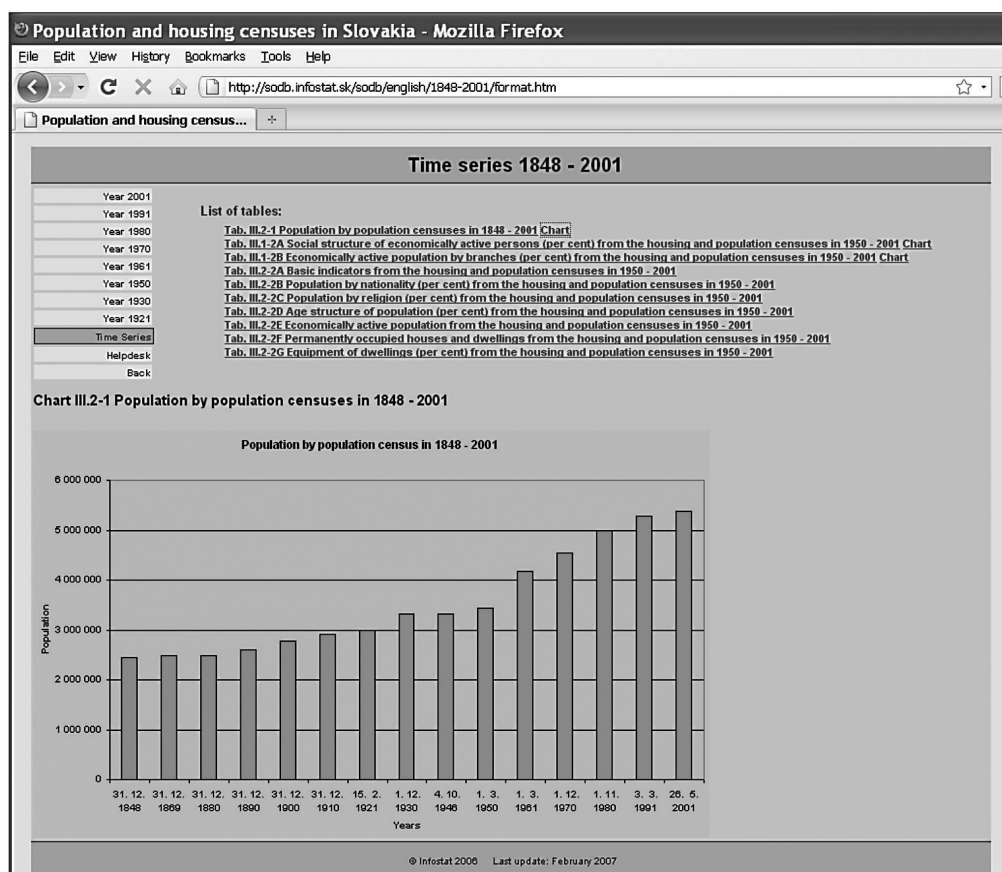 Population and housing censuses in Slovakia - Mozilla Firefox
File Edit View History Bookmarks Tools Help
http://sodb.infostat.sk/sodb/english/1848-2001/format.htm
Population and housing census...
Time series 1848 - 2001
Year 2001
Year 1991
Year 1980
Year 1970
Year 1961
Year 1950
Year 1930
Year 1921
Time Series
Helpdesk
Back
List of tables:
Tab. III.2-1 Population by population censuses in 1848 - 2001 Chart
Tab. III.1-2A Social structure of economically active persons (per cent) from the housing and population censuses in 1950 - 2001 Chart
Tab. III.1-2B Economically active population by branches (per cent) from the housing and population censuses in 1950 - 2001 Chart
Tab. III.2-2A Basic indicators from the housing and population censuses in 1950 - 2001
Tab. III.2-2B Population by nationality (per cent) from the housing and population censuses in 1950 - 2001
Tab. III.2-2C Population by religion (per cent) from the housing and population censuses in 1950 - 2001
Tab. III.2-2D Age structure of population (per cent) from the housing and population censuses in 1950 - 2001
Tab. III.2-2E Economically active population from the housing and population censuses in 1950 - 2001
Tab. III.2-2F Permanently occupied houses and dwellings from the housing and population censuses in 1950 - 2001
Tab. III.2-2G Equipment of dwellings (per cent) from the housing and population censuses in 1950 - 2001
Chart III.2-1 Population by population censuses in 1848 - 2001
Population by population census in 1848 - 2001
6 000 000
5 000 000
4 000 000
3 000 000
2 000 000
1 000 000
0
Population
31. 12. 31. 12. 31. 12. 31. 12. 31. 12. 31. 12. 15. 2. 1. 12. 4. 10. 1. 3. 1. 3. 1. 12. 1. 11. 3. 3. 26. 5.
1848 1869 1880 1890 1900 1910 1921 1930 1946 1950 1961 1970 1980 1991 2001
Years
© Infostat 2006 Last update: February 2007